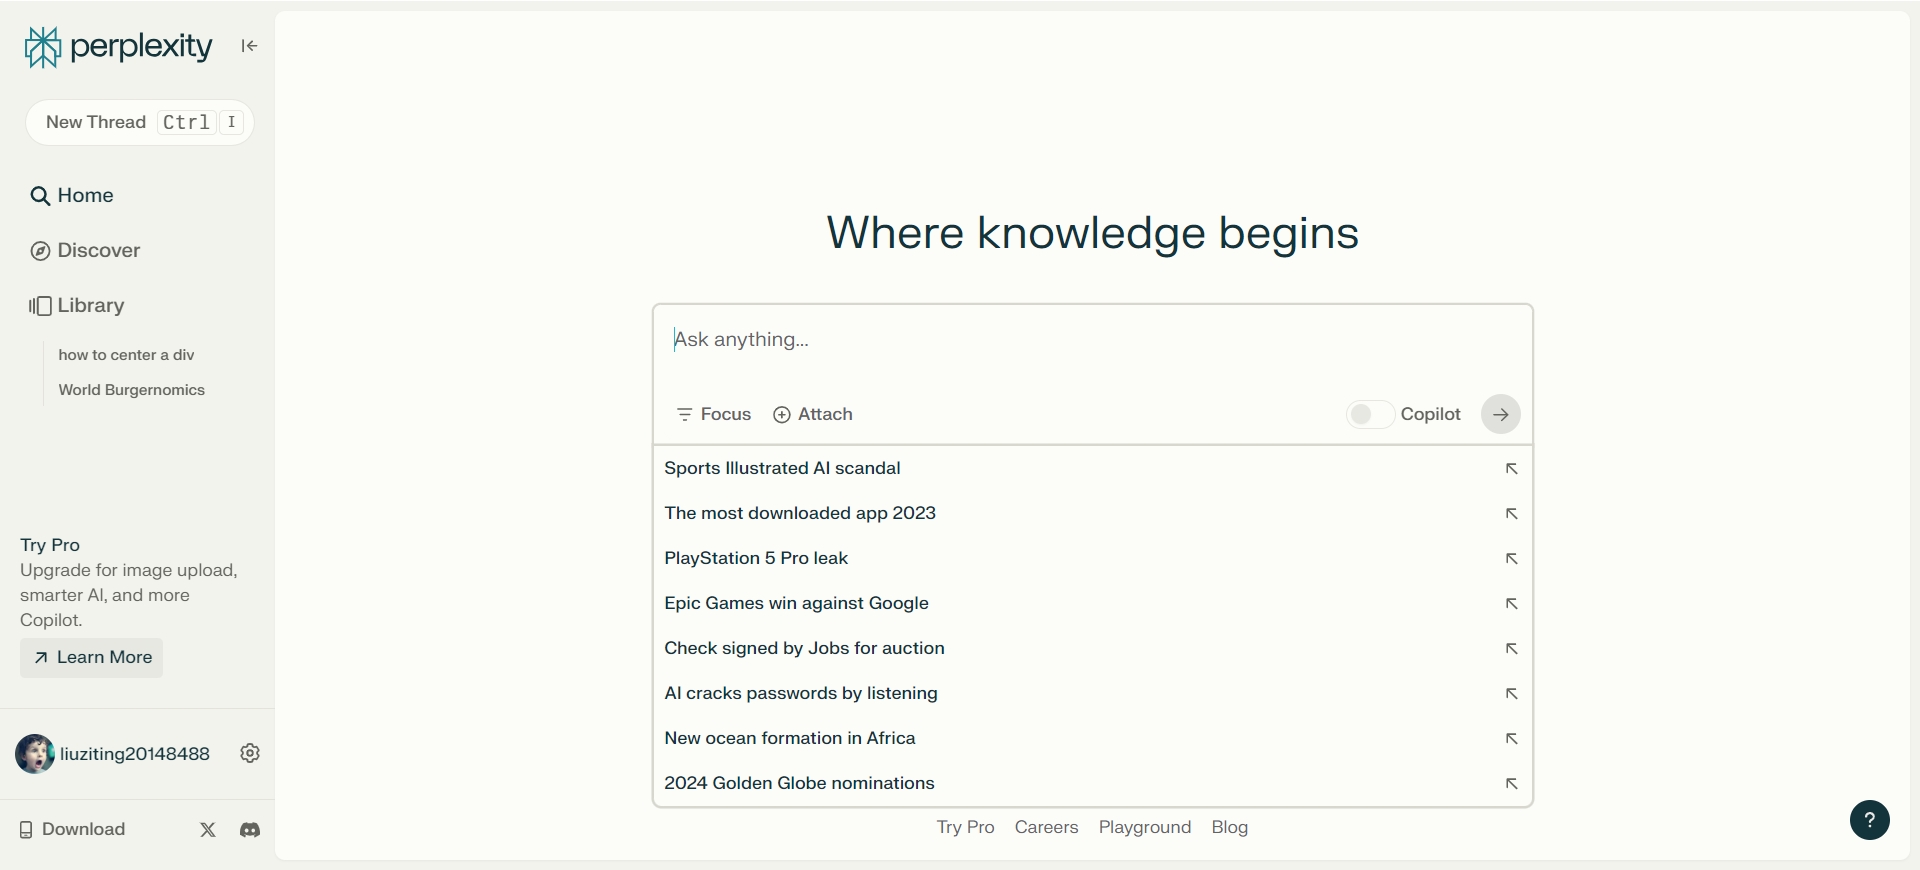 perplexity
New Thread Ctrl I
Home
Discover
Library
how to center a div
World Burgernomics
Try Pro
Upgrade for image upload,
smarter AI, and more
Copilot.
Learn More
liuziting20148488
Download
Where knowledge begins
Ask anything...
Focus Attach Copilot
Sports Illustrated AI scandal
The most downloaded app 2023
PlayStation 5 Pro leak
Epic Games win against Google
Check signed by Jobs for auction
AI cracks passwords by listening
New ocean formation in Africa
2024 Golden Globe nominations
Try Pro Careers Playground Blog
?